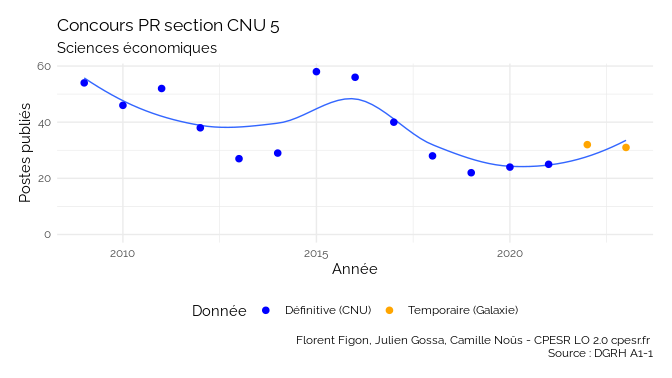 Concours PR section CNU 5
Sciences économiques
Postes publiés
60
40
20
0
2010 2015 2020
Année
Donnée Définitive (CNU) Temporaire (Galaxie)
Florent Figon, Julien Gossa, Camille Noûs - CPESR LO 2.0 cpesr.fr
Source : DGRH A1-1